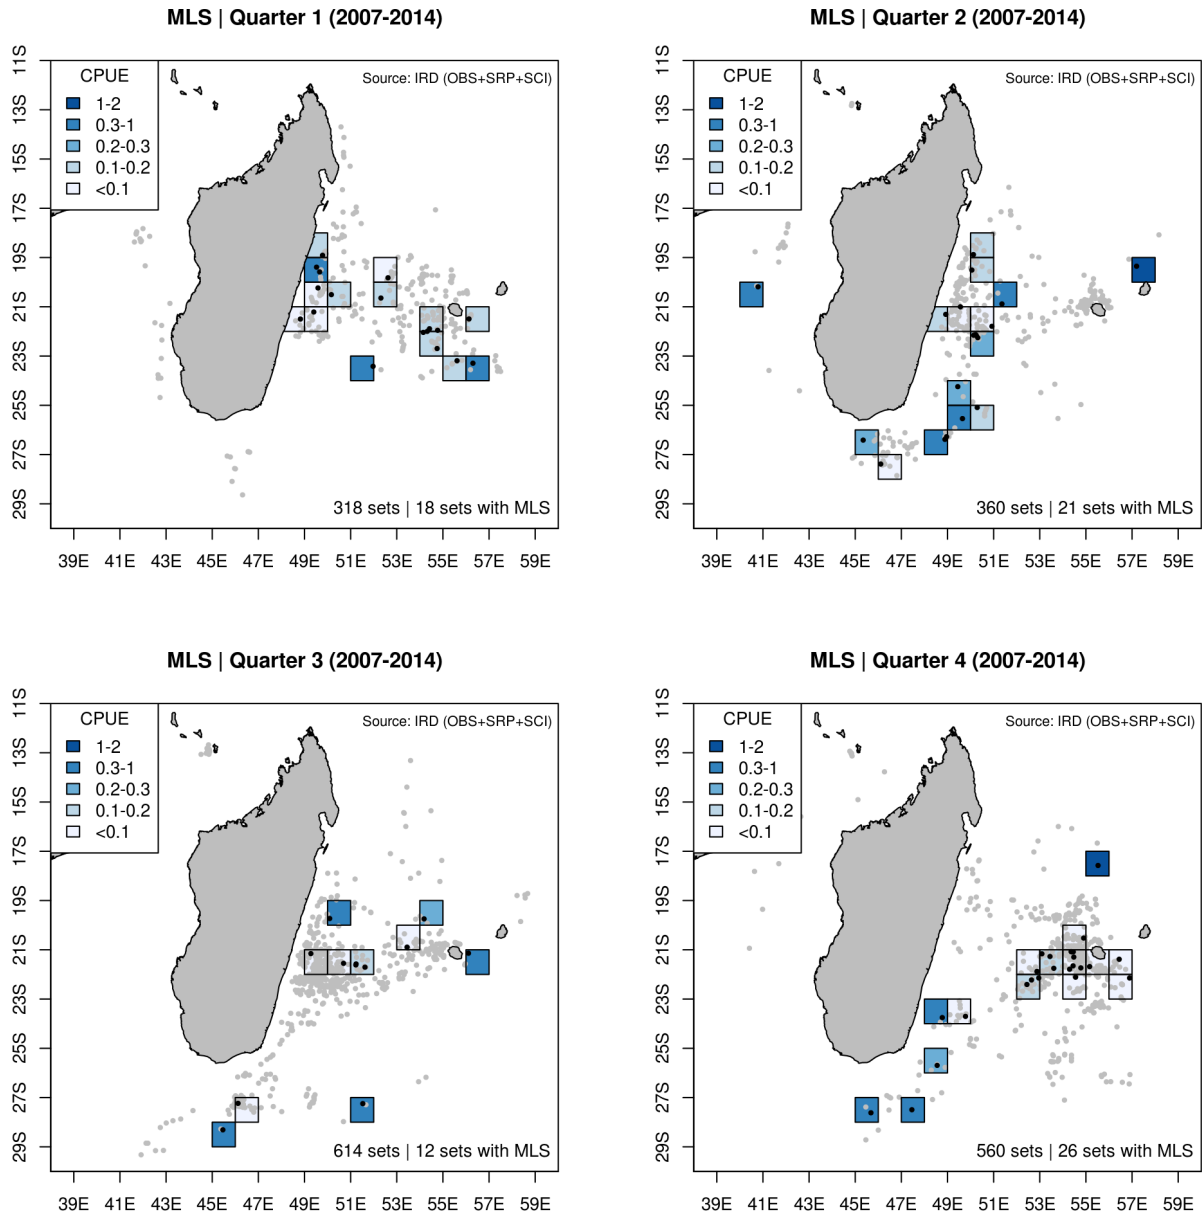 MLS | Quarter 1 (2007-2014)
11S
13S
15S
17S
19S
21S
23S
25S
27S
29S
CPUE
1-2
0.3-1
0.2-0.3
0.1-0.2
<0.1
Source: IRD (OBS+SRP+SCI)
318 sets | 18 sets with MLS
39E 41E 43E 45E 47E 49E 51E 53E 55E 57E 59E
MLS | Quarter 2 (2007-2014)
11S
13S
15S
17S
19S
21S
23S
25S
27S
29S
CPUE
1-2
0.3-1
0.2-0.3
0.1-0.2
<0.1
Source: IRD (OBS+SRP+SCI)
360 sets | 21 sets with MLS
39E 41E 43E 45E 47E 49E 51E 53E 55E 57E 59E
MLS | Quarter 3 (2007-2014)
11S
13S
15S
17S
19S
21S
23S
25S
27S
29S
CPUE
1-2
0.3-1
0.2-0.3
0.1-0.2
<0.1
Source: IRD (OBS+SRP+SCI)
614 sets | 12 sets with MLS
39E 41E 43E 45E 47E 49E 51E 53E 55E 57E 59E
MLS | Quarter 4 (2007-2014)
11S
13S
15S
17S
19S
21S
23S
25S
27S
29S
CPUE
1-2
0.3-1
0.2-0.3
0.1-0.2
<0.1
Source: IRD (OBS+SRP+SCI)
560 sets | 26 sets with MLS
39E 41E 43E 45E 47E 49E 51E 53E 55E 57E 59E